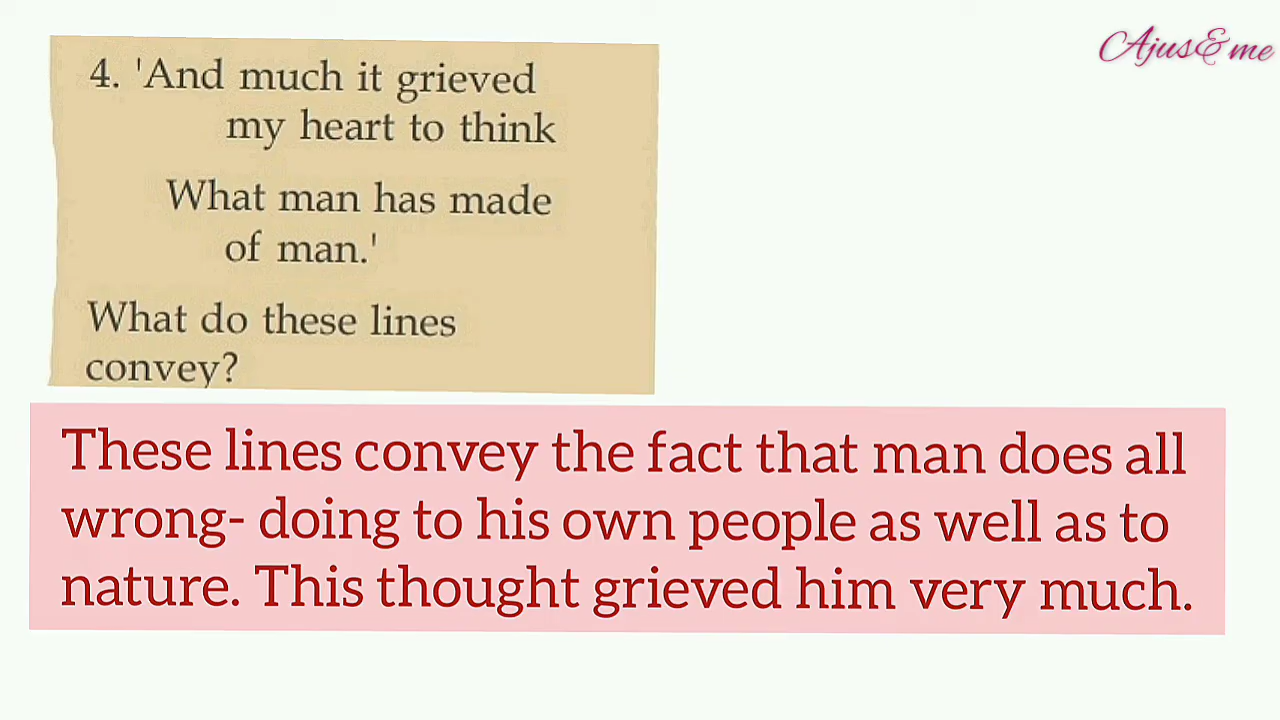 Ajus& me
4. 'And much it grieved
my heart to think
What man has made
of man.'
What do these lines
convey?
These lines convey the fact that man does all
wrong- doing to his own people as well as to
nature. This thought grieved him very much.